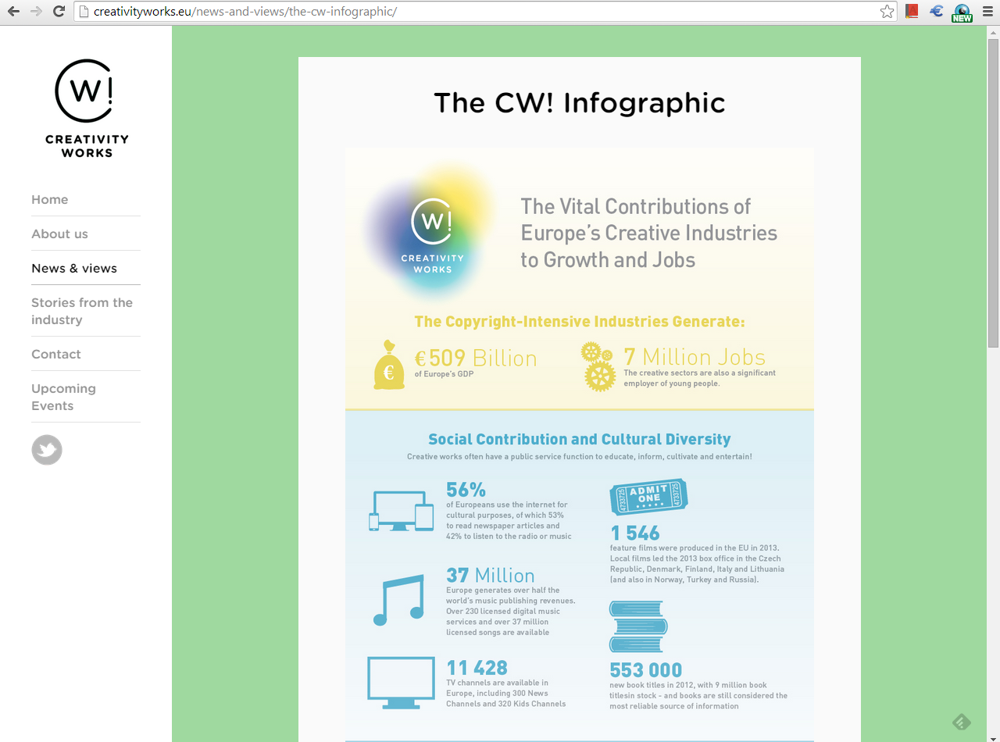 creativityworks.eu/news-and-views/the-cw-infographic/
NEW
W!
CREATIVITY
WORKS
Home
About us
News & views
Stories from the
industry
Contact
Upcoming
Events
The CW! Infographic
W!
CREATIVITY
WORKS
The Vital Contributions of
Europe's Creative Industries
to Growth and Jobs
The Copyright-Intensive Industries Generate:
€
€ 509 Billion
of Europe's GDP
7 Million Jobs
The creative sectors are also a significant
employer of young people.
Social Contribution and Cultural Diversity
Creative works often have a public service function to educate, inform, cultivate and entertain!
56%
of Europeans use the internet for
cultural purposes, of which 53%
to read newspaper articles and
42% to listen to the radio or music
37 Million
Europe generates over half the
world's music publishing revenues.
Over 230 licensed digital music
services and over 37 million
licensed songs are available
11 428
TV channels are available in
Europe, including 300 News
Channels and 320 Kids Channels
4733725
ADMIT
ONE
4733725
1 546
feature films were produced in the EU in 2013.
Local films led the 2013 box office in the Czech
Republic, Denmark, Finland, Italy and Lithuania
(and also in Norway, Turkey and Russia).
553 000
new book titles in 2012, with 9 million book
titlesin stock - and books are still considered the
most reliable source of information